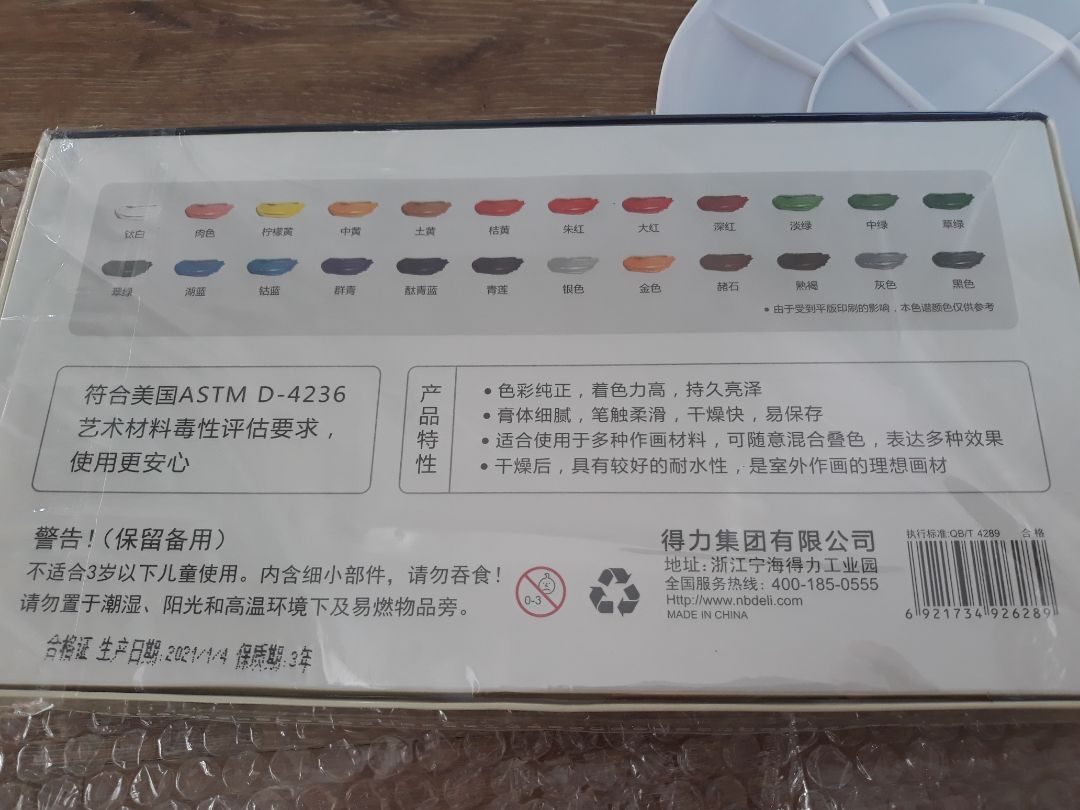 钛白 肉色 柠檬黄 中黄 土黄 桔黄 朱红 大红 深红 淡绿 中绿 草绿
翠绿 湖蓝 钴蓝 群青 酞青蓝 青莲 银色 金色 赭石 熟褐 灰色 黑色
• 由于受到平版印刷的影响，本色谱颜色仅供参考
符合美国ASTM D-4236
艺术材料毒性评估要求，
使用更安心
产品特性
• 色彩纯正，着色力高，持久亮泽
• 膏体细腻，笔触柔滑，干燥快，易保存
• 适合使用于多种作画材料，可随意混合叠色，表达多种效果
• 干燥后，具有较好的耐水性，是室外作画的理想画材
警告！（保留备用）
不适合3岁以下儿童使用。内含细小部件，请勿吞食！
请勿置于潮湿、阳光和高温环境下及易燃物品旁。
0-3
得力集团有限公司
地址：浙江宁海得力工业园
全国服务热线：400-185-0555
Http://www.nbdeli.com
MADE IN CHINA
执行标准:QB/T 4289 合格
6 921734 926289
合格证 生产日期:2021/1/4 保质期:3年